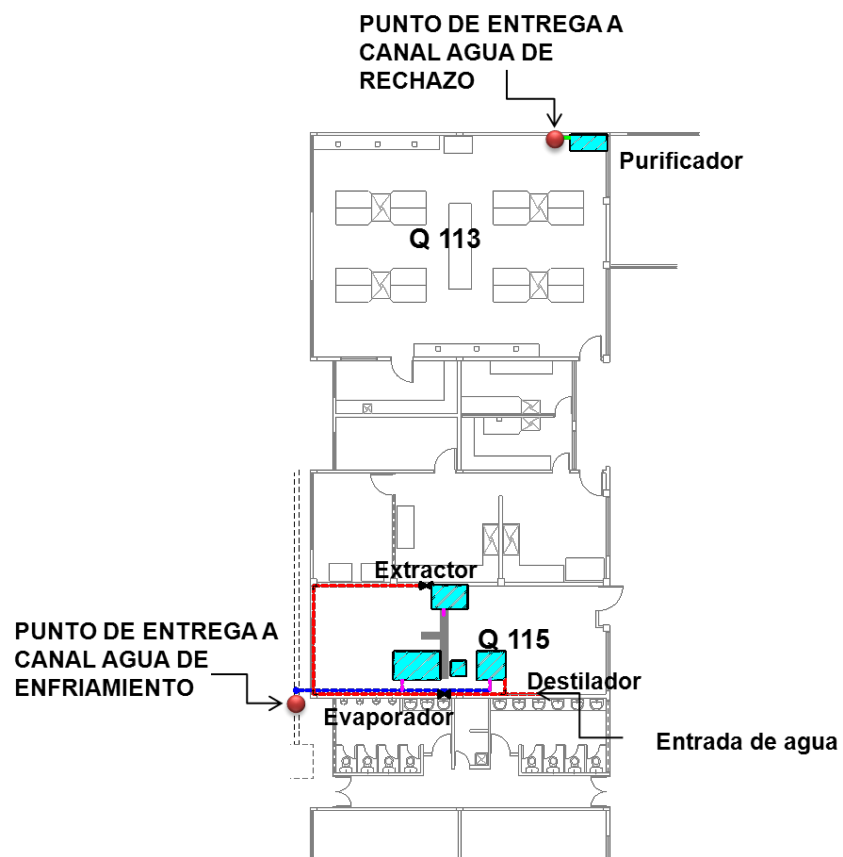 PUNTO DE ENTREGA A
CANAL AGUA DE
RECHAZO
Purificador
Q 113
Extractor
Q 115
PUNTO DE ENTREGA A
CANAL AGUA DE
ENFRIAMIENTO
Destilador
Evaporador
Entrada de agua